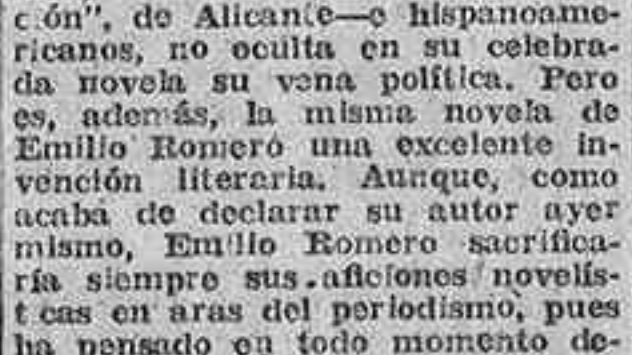 ción", de Alicante—e hispanoame-
ricanos, no oculta en su celebra-
da novela su vena política. Pero
es, además, la misma novela de
Emilio Romero una excelente in-
vención literaria. Aunque, como
acaba de declarar su autor ayer
mismo, Emilio Romero sacrifica-
ría siempre sus aficiones novelís-
ticas en aras del periodismo, pues
ha pensado en todo momento de-